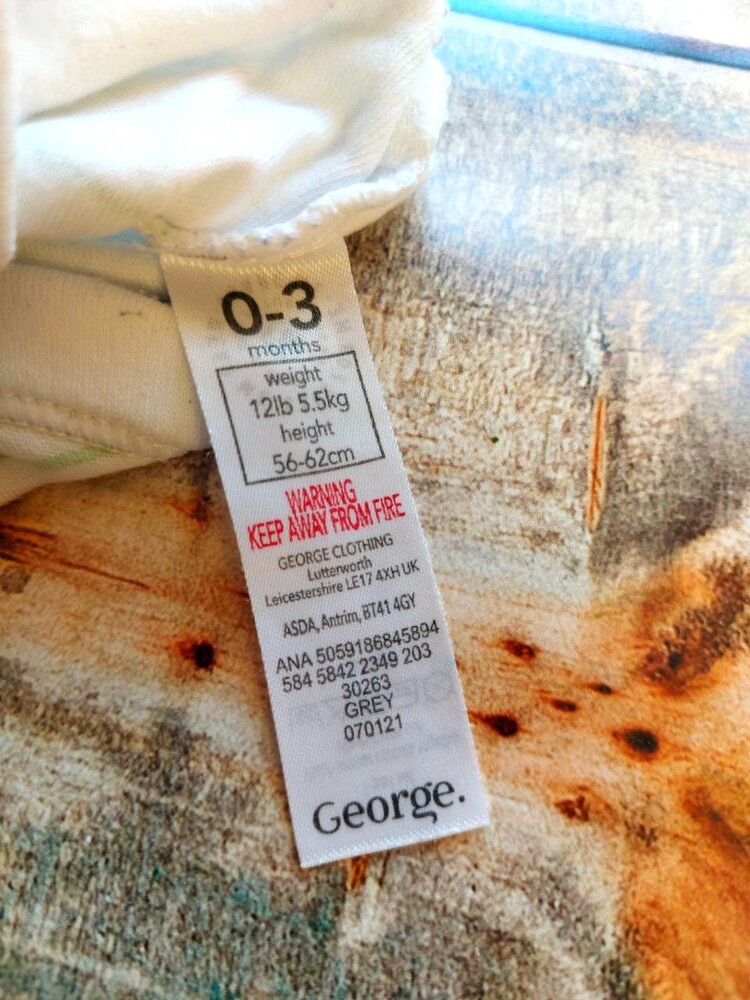 0-3
months
weight
12lb 5.5kg
height
56-62cm
WARNING
KEEP AWAY FROM FIRE
GEORGE CLOTHING
Lutterworth
Leicestershire LE17 4XH UK
ASDA, Antrim, BT41 4GY
ANA 5059186845894
584 5842 2349 203
30263
GREY
070121
George.